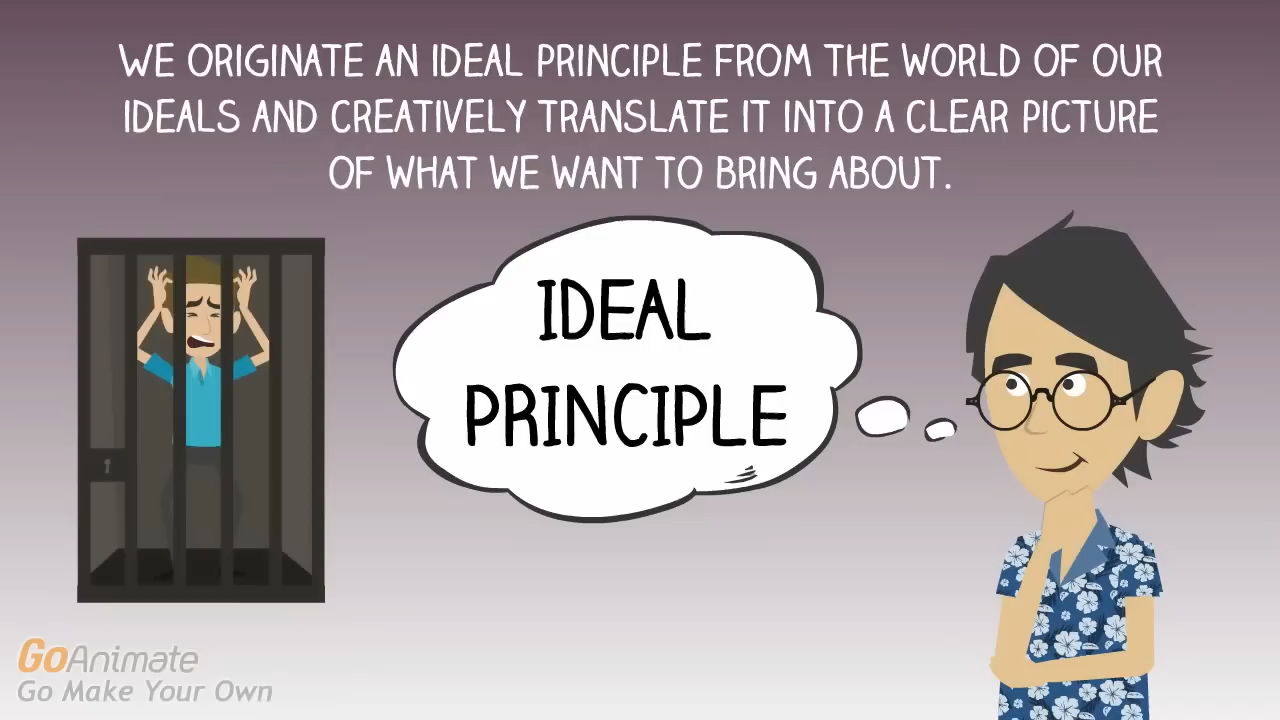 WE ORIGINATE AN IDEAL PRINCIPLE FROM THE WORLD OF OUR
IDEALS AND CREATIVELY TRANSLATE IT INTO A CLEAR PICTURE
OF WHAT WE WANT TO BRING ABOUT.
IDEAL
PRINCIPLE
GoAnimate
Go Make Your Own